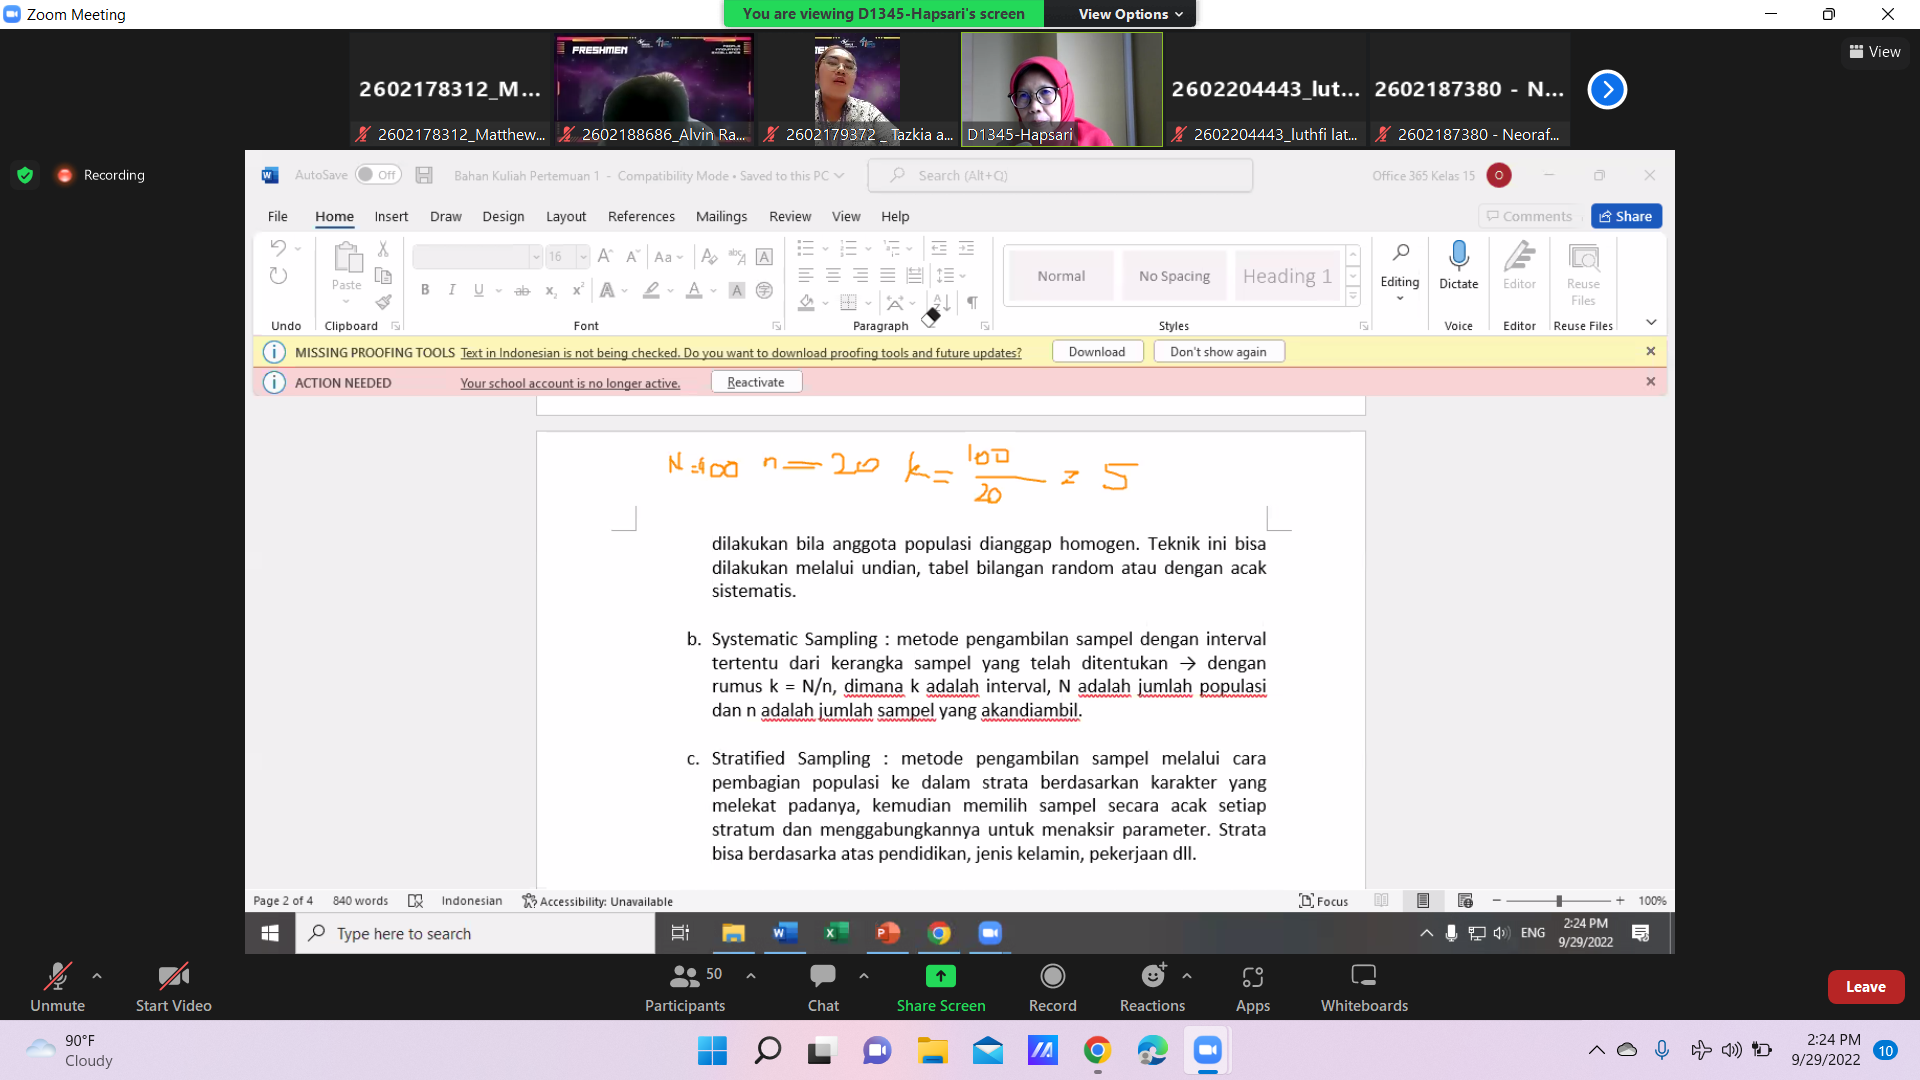 Zoom Meeting
You are viewing D1345-Hapsari's screen
View Options
View
2602178312_M...
2602178312_Matthew...
FRESHMEN
2602188686_Alvin Ra...
2602179372 _ Tazkia a...
D1345-Hapsari
2602204443_lut...
2602204443_luthfi lat...
2602187380 - N...
2602187380 - Neoraf...
Recording
AutoSave Off
Bahan Kuliah Pertemuan 1 - Compatibility Mode • Saved to this PC
Search (Alt+Q)
Office 365 Kelas 15
O
File Home Insert Draw Design Layout References Mailings Review View Help
Comments
Share
Paste
16
Normal
No Spacing
Heading 1
Editing
Dictate
Editor
Reuse Files
Undo Clipboard Font Paragraph Styles Voice Editor Reuse Files
MISSING PROOFING TOOLS Text in Indonesian is not being checked. Do you want to download proofing tools and future updates? Download Don't show again
ACTION NEEDED Your school account is no longer active. Reactivate
N=100 n=20 k=100/20=5
dilakukan bila anggota populasi dianggap homogen. Teknik ini bisa
dilakukan melalui undian, tabel bilangan random atau dengan acak
sistematis.
b. Systematic Sampling : metode pengambilan sampel dengan interval
tertentu dari kerangka sampel yang telah ditentukan → dengan
rumus k = N/n, dimana k adalah interval, N adalah jumlah populasi
dan n adalah jumlah sampel yang akandiambil.
c. Stratified Sampling : metode pengambilan sampel melalui cara
pembagian populasi ke dalam strata berdasarkan karakter yang
melekat padanya, kemudian memilih sampel secara acak setiap
stratum dan menggabungkannya untuk menaksir parameter. Strata
bisa berdasarka atas pendidikan, jenis kelamin, pekerjaan dll.
Page 2 of 4 840 words Indonesian Accessibility: Unavailable Focus 100%
Type here to search
ENG
2:24 PM
9/29/2022
Unmute
Start Video
Participants 50
Chat
Share Screen
Record
Reactions
Apps
Whiteboards
Leave
90°F
Cloudy
2:24 PM
9/29/2022
10